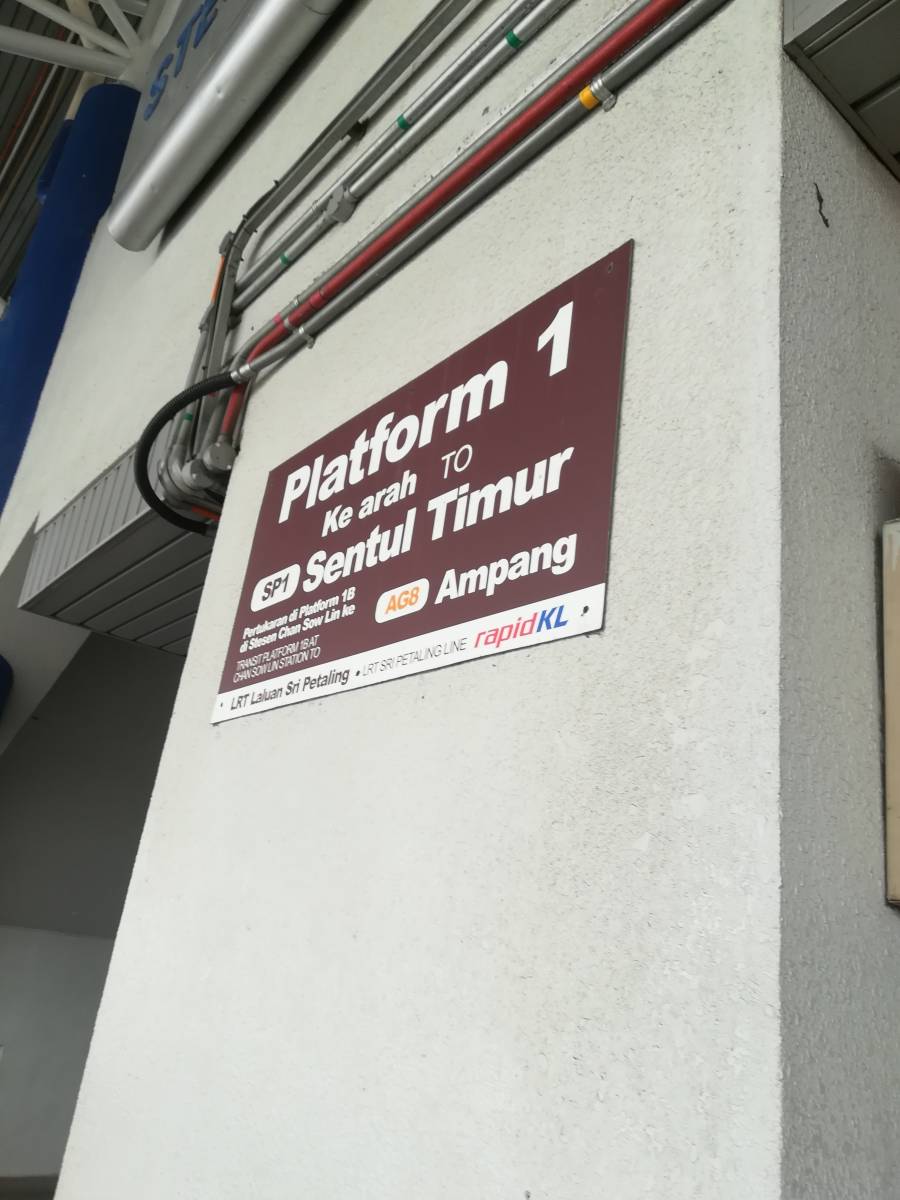 STE
Platform 1
Ke arah TO
SP1 Sentul Timur
Pertukaran di Platform 1B
di Stesen Chan Sow Lin ke
TRANSIT PLATFORM 1B AT
CHAN SOW LIN STATION TO
AG8 Ampang
• LRT Laluan Sri Petaling • LRT SRI PETALING LINE rapidKL